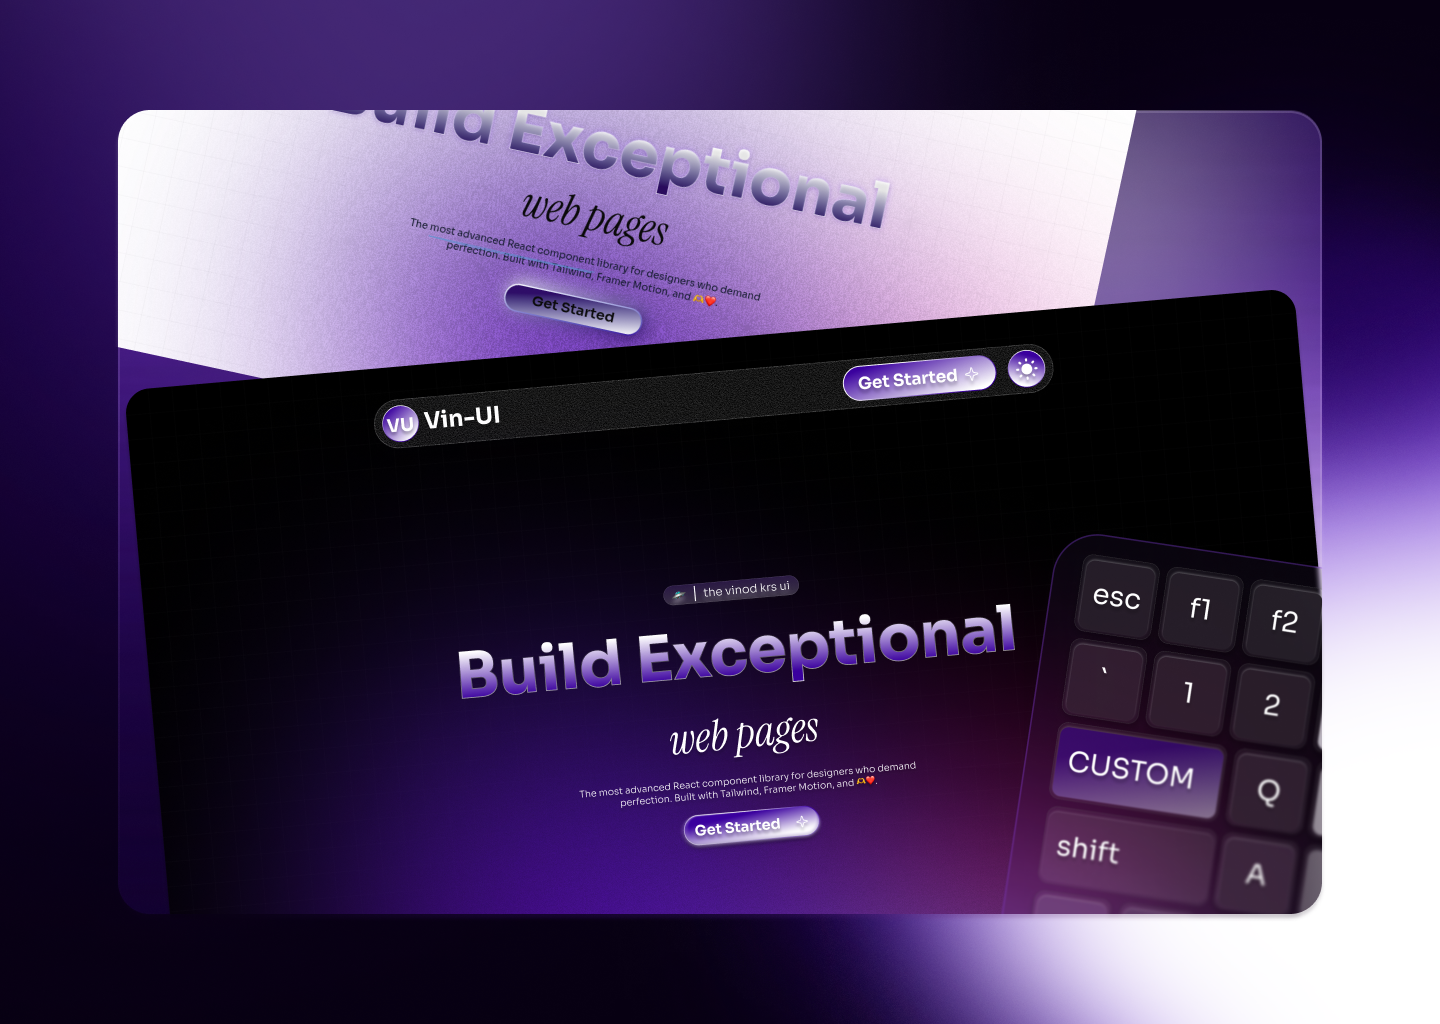 Build Exceptional
web pages
The most advanced React component library for designers who demand
perfection. Built with Tailwind, Framer Motion, and 🫶❤️.
Get Started
VU Vin-UI
Get Started
the vinod krs ui
Build Exceptional
web pages
The most advanced React component library for designers who demand
perfection. Built with Tailwind, Framer Motion, and 🫶❤️.
Get Started
esc f1 f2
` 1 2
CUSTOM Q
shift A